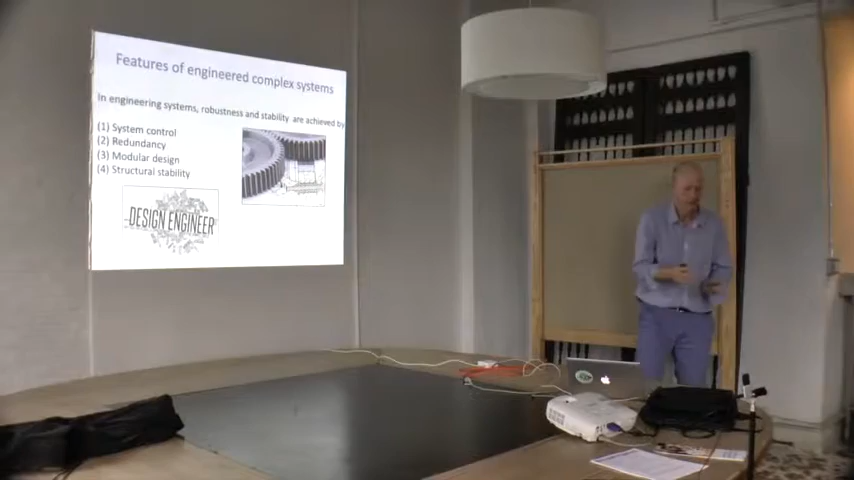 Features of engineered complex systems
In engineering systems, robustness and stability are achieved by
(1) System control
(2) Redundancy
(3) Modular design
(4) Structural stability
DESIGN ENGINEER